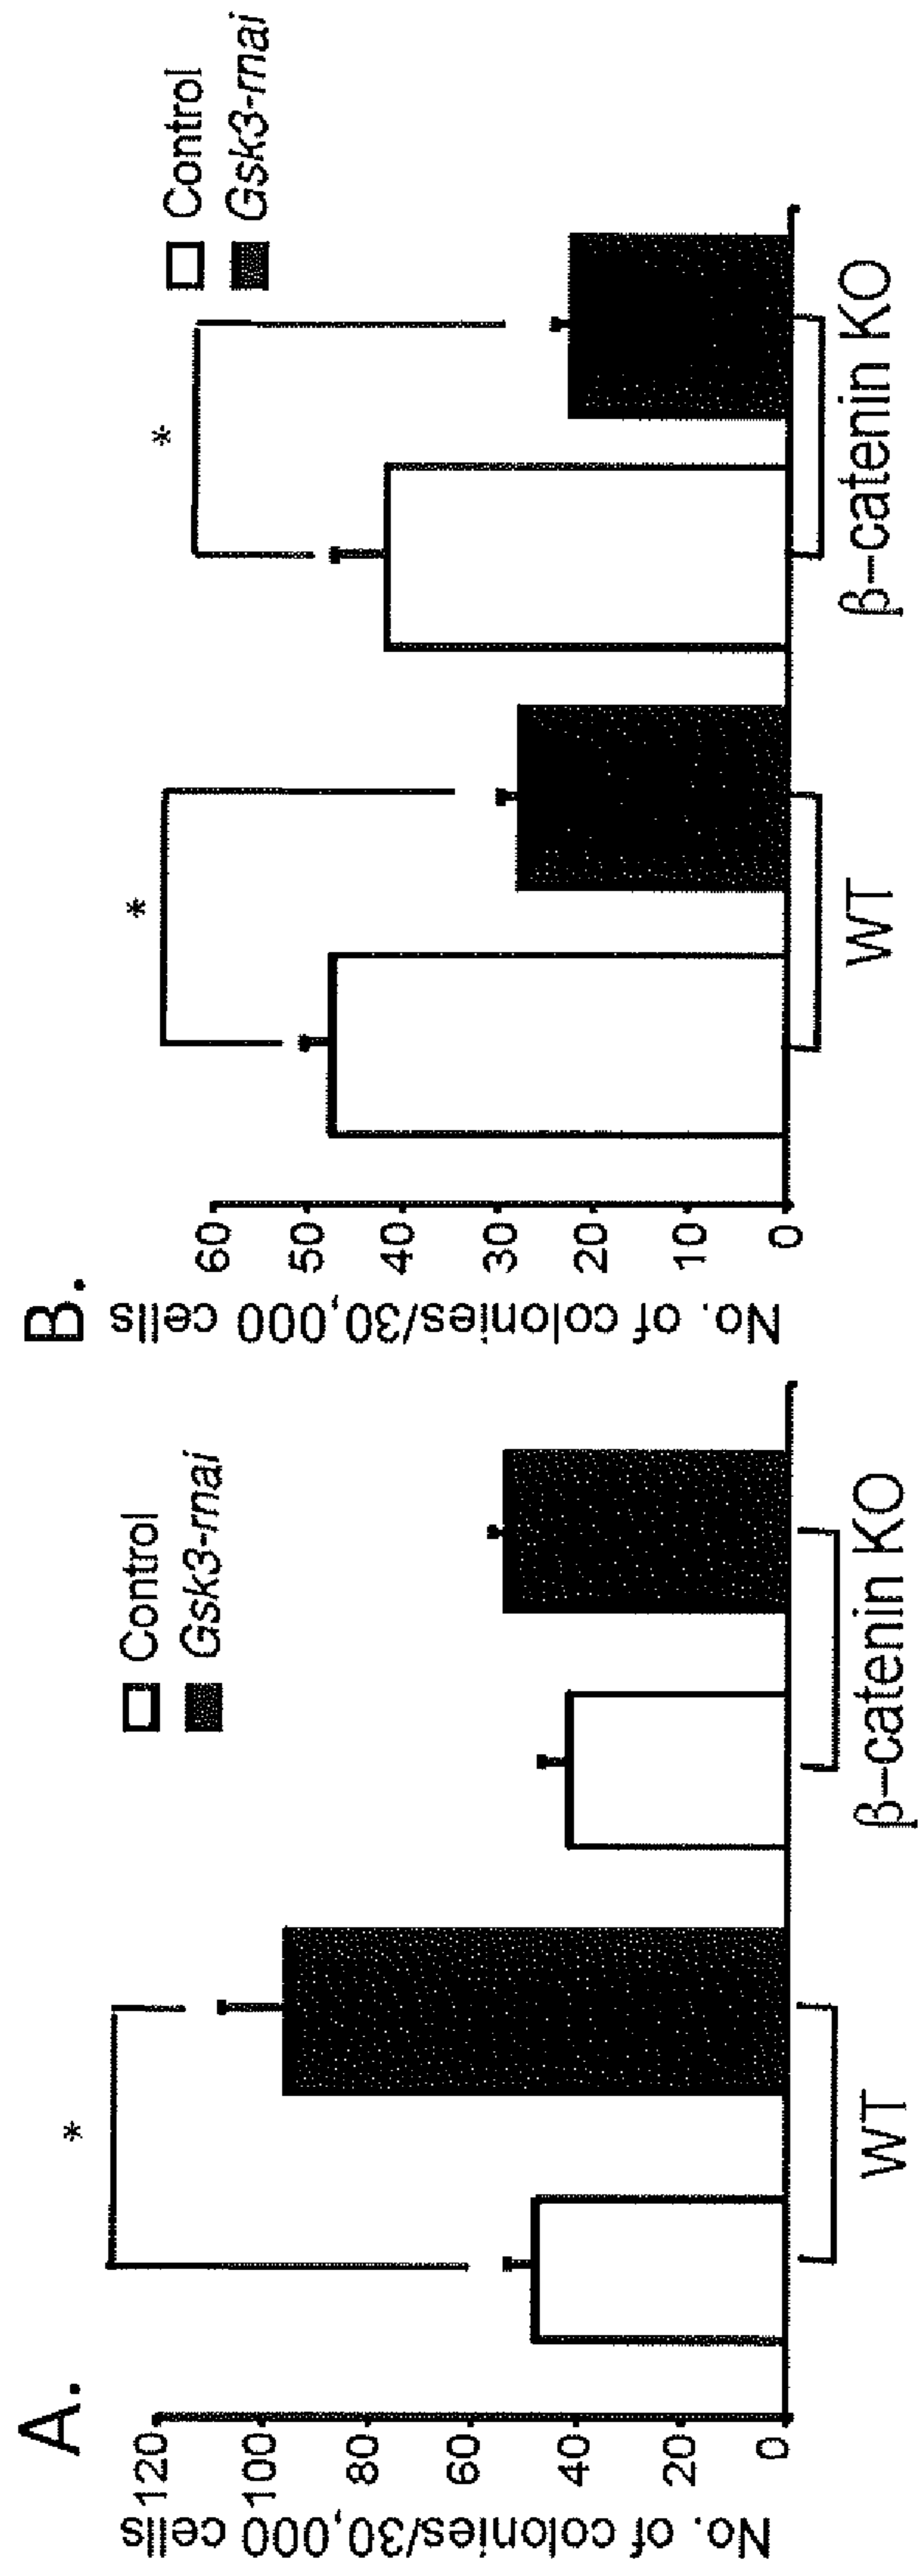 A.
No. of colonies/30,000 cells
120
100
80
60
40
20
0
Control
Gsk3-rnai
*
WT
β–catenin KO
B.
No. of colonies/30,000 cells
60
50
40
30
20
10
0
Control
Gsk3-rnai
*
*
WT
β–catenin KO